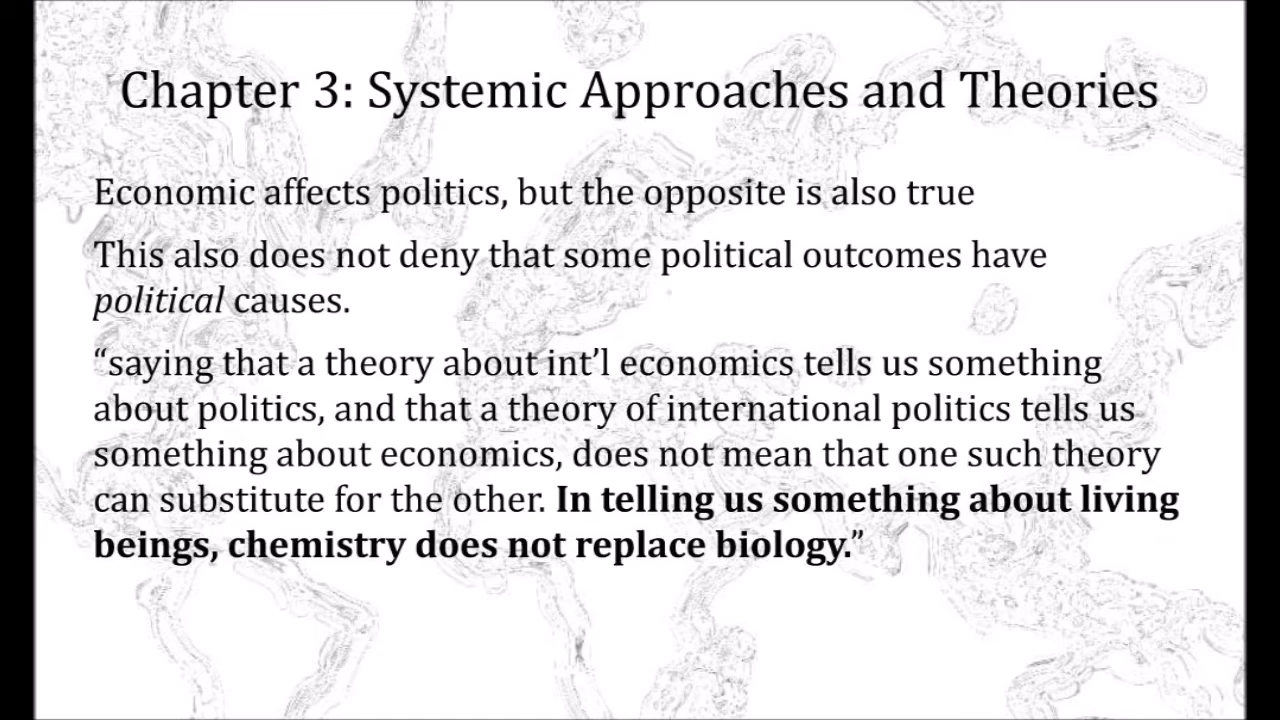 Chapter 3: Systemic Approaches and Theories
Economic affects politics, but the opposite is also true
This also does not deny that some political outcomes have
political causes.
“saying that a theory about int’l economics tells us something
about politics, and that a theory of international politics tells us
something about economics, does not mean that one such theory
can substitute for the other. In telling us something about living
beings, chemistry does not replace biology.”